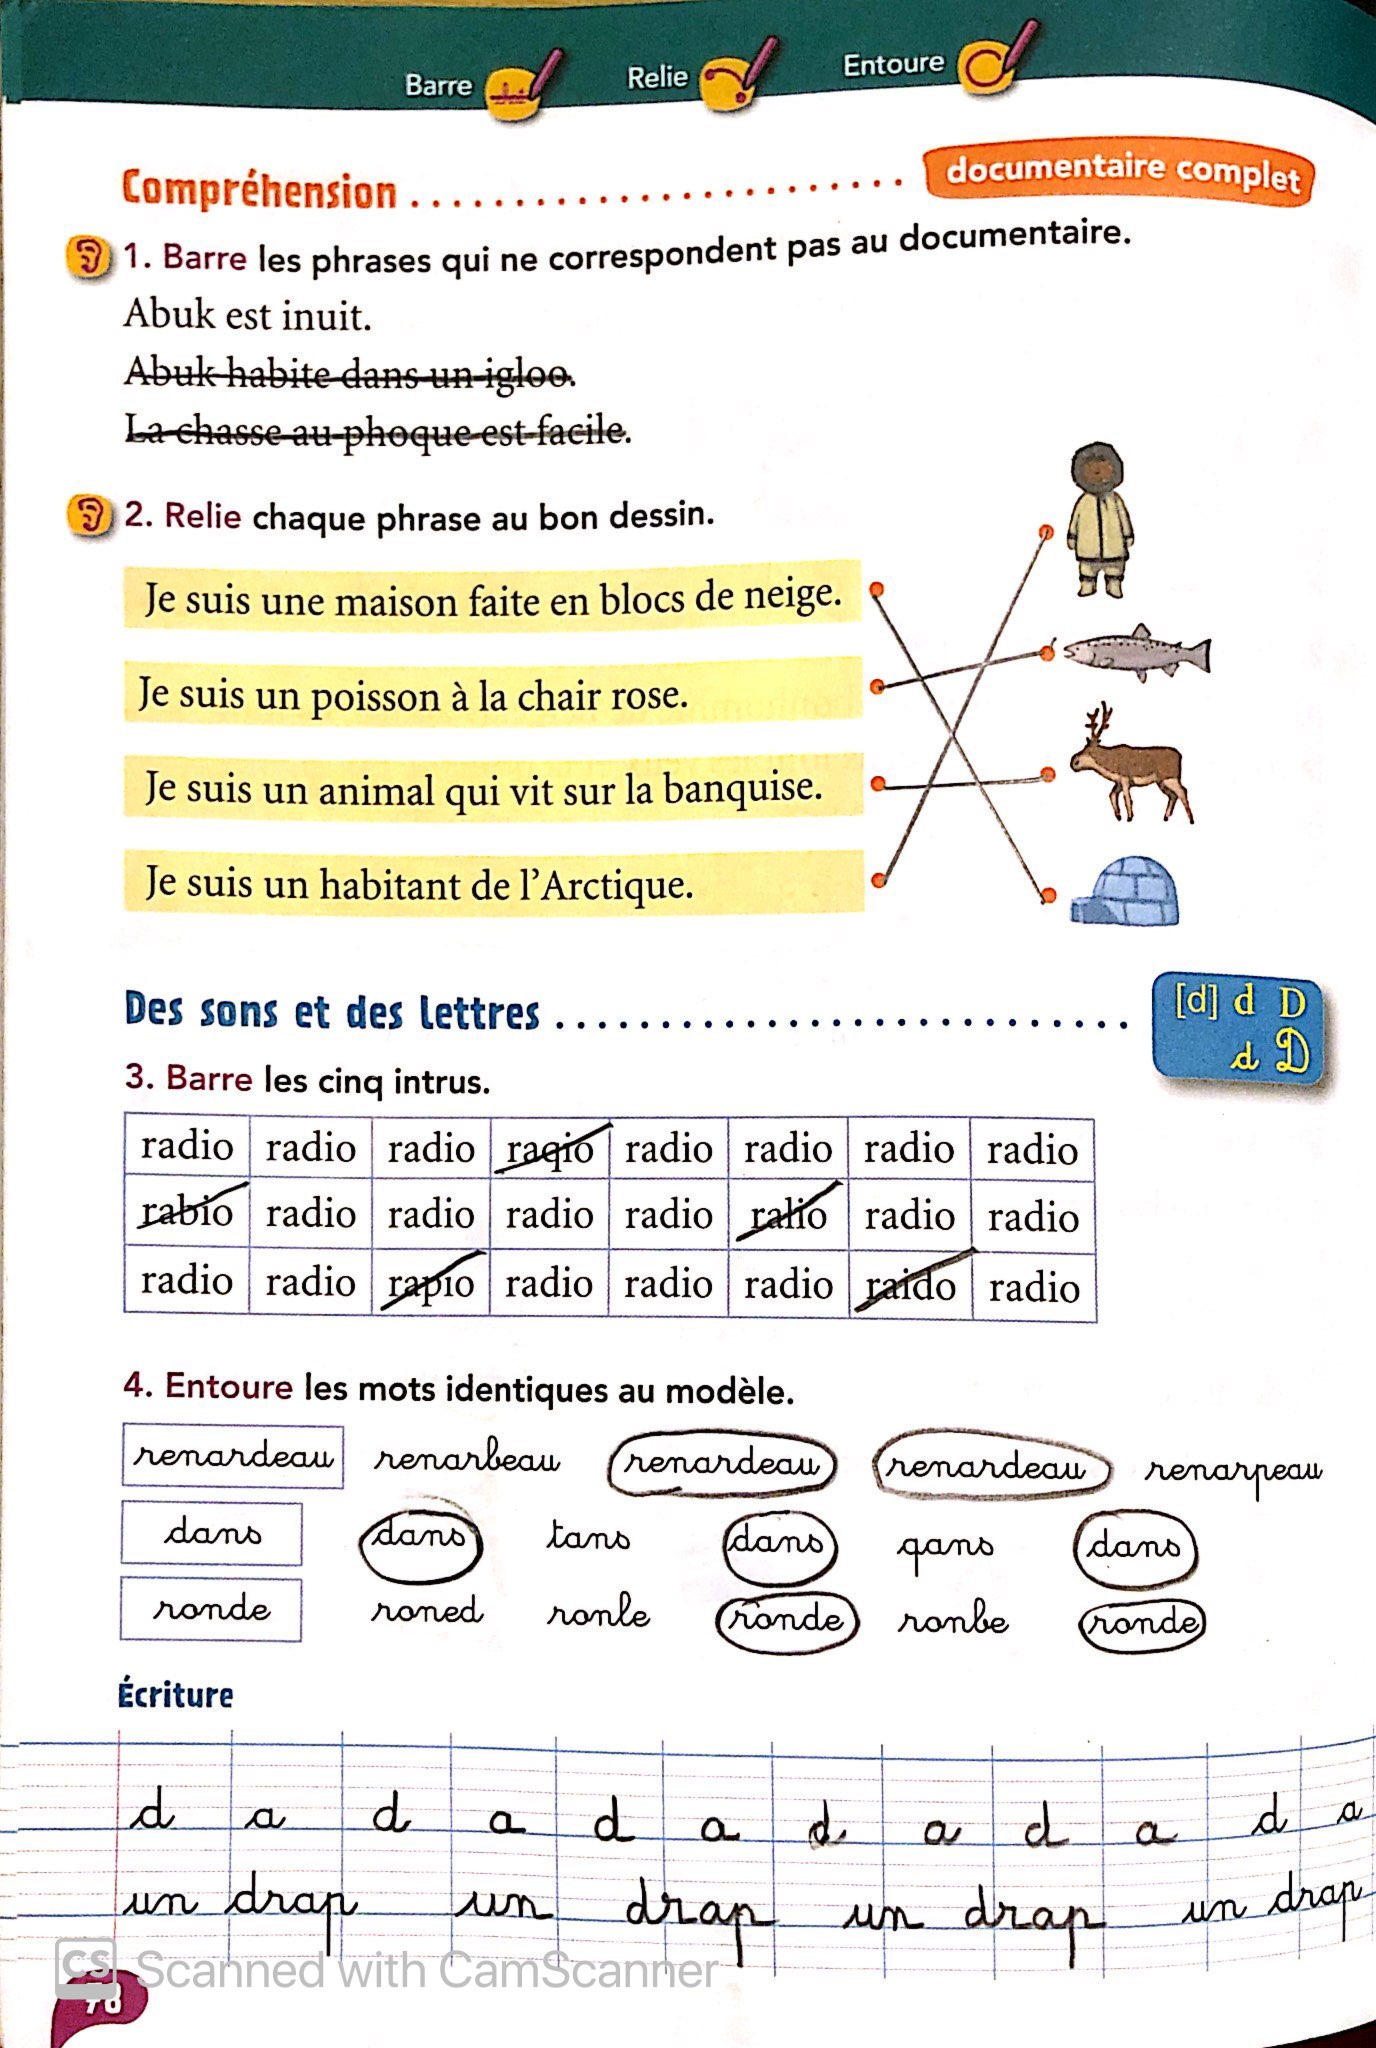 Barre Relie Entoure
Compréhension
documentaire complet
1. Barre les phrases qui ne correspondent pas au documentaire.
Abuk est inuit.
Abuk habite dans un igloo.
La chasse au phoque est facile.
2. Relie chaque phrase au bon dessin.
Je suis une maison faite en blocs de neige.
Je suis un poisson à la chair rose.
Je suis un animal qui vit sur la banquise.
Je suis un habitant de l'Arctique.
Des sons et des lettres
[d] d D
d D
3. Barre les cinq intrus.
radio radio radio raqio radio radio radio radio
rabio radio radio radio radio ralio radio radio
radio radio rapio radio radio radio raido radio
4. Entoure les mots identiques au modèle.
renardeau renarbeau renardeau renardeau renarpeau
dans dans tans dans qans dans
ronde roned ronle ronde ronbe ronde
Écriture
d a d a d a d a d a d a
un drap un drap un drap un drap
CS Scanned with CamScanner
78